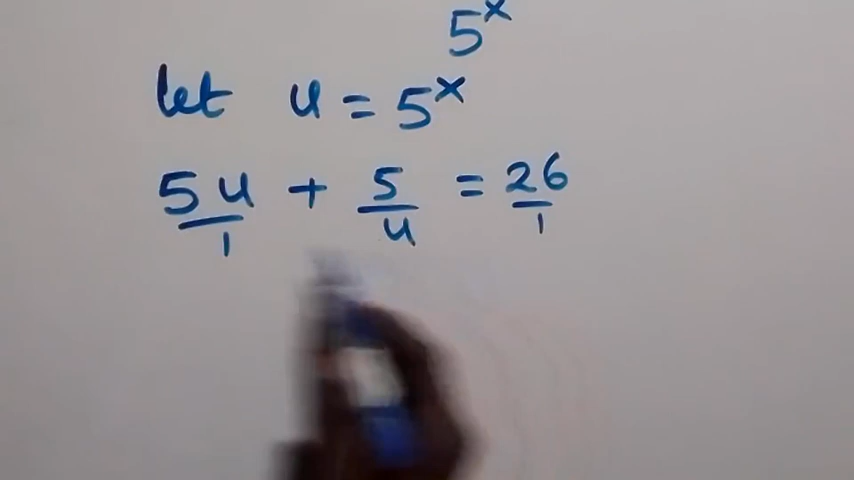 5^x
let u = 5^x
5u/1 + 5/u = 26/1